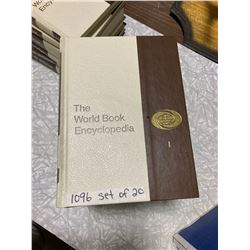 The
World Book
Encyclopedia
I
1096 set of 20